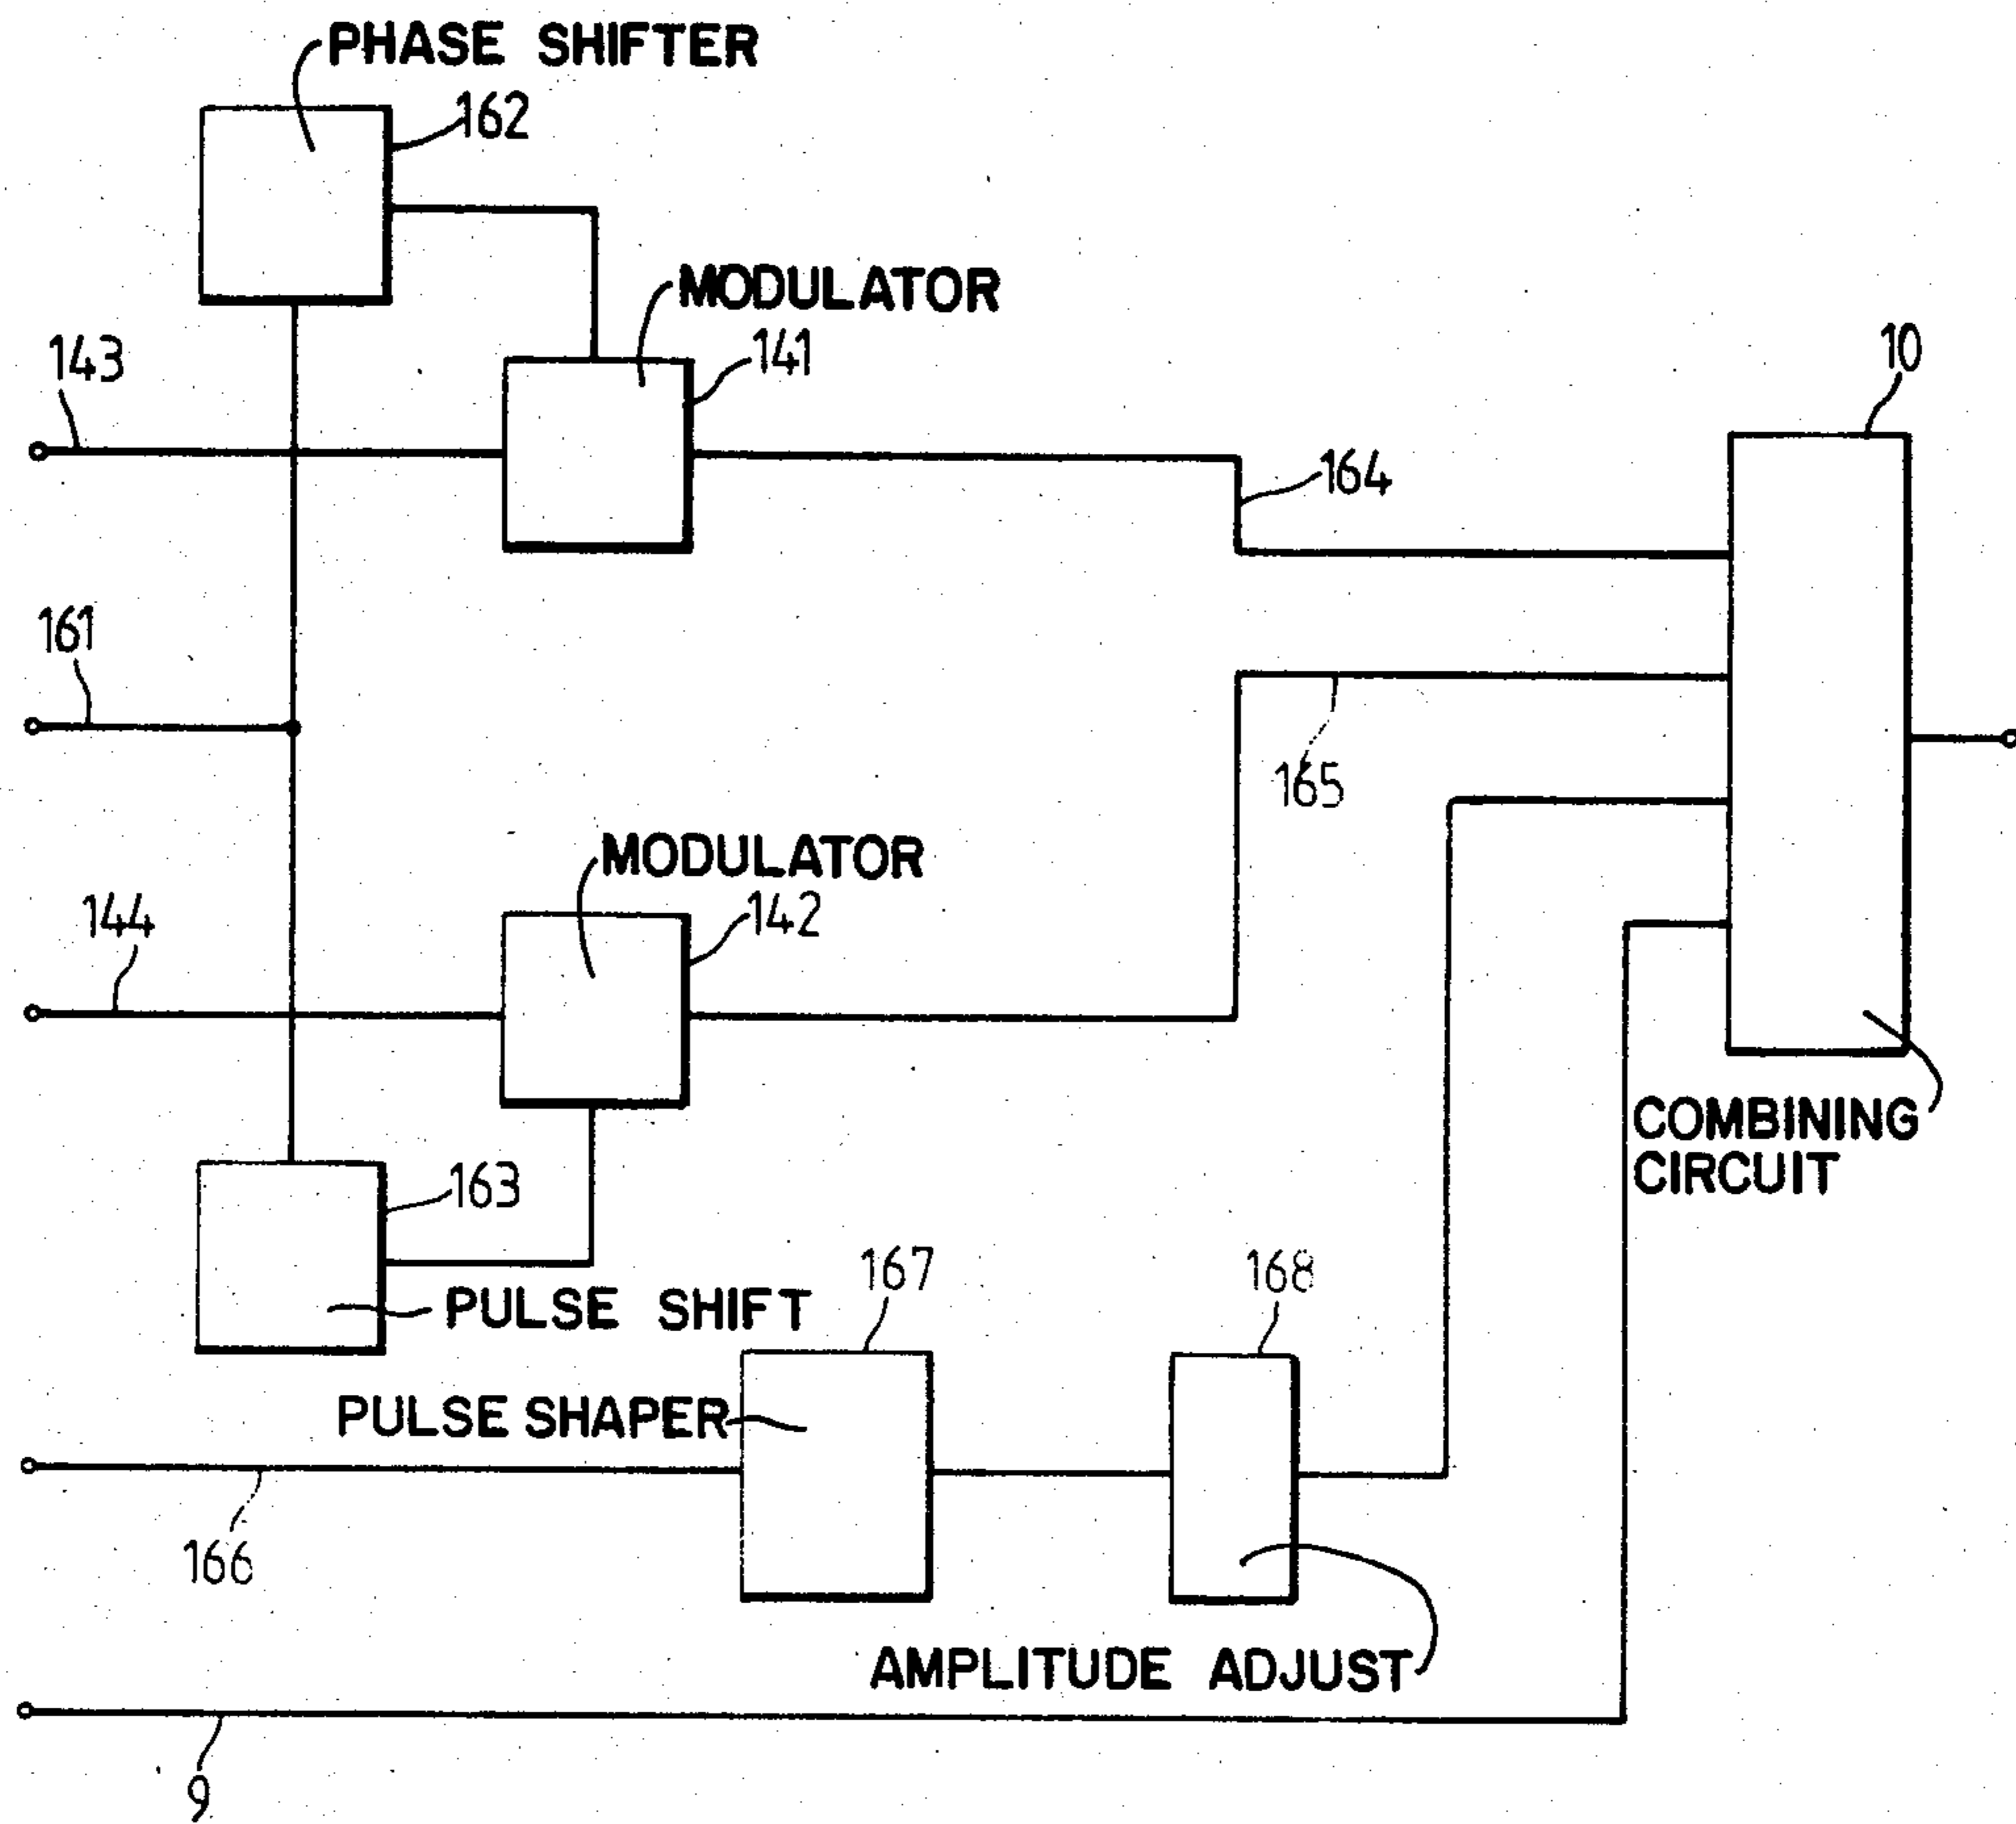 PHASE SHIFTER
162
MODULATOR
141
143
10
164
161
165
MODULATOR
142
144
COMBINING
CIRCUIT
163
PULSE SHIFT
167
168
PULSE SHAPER
166
AMPLITUDE ADJUST
9